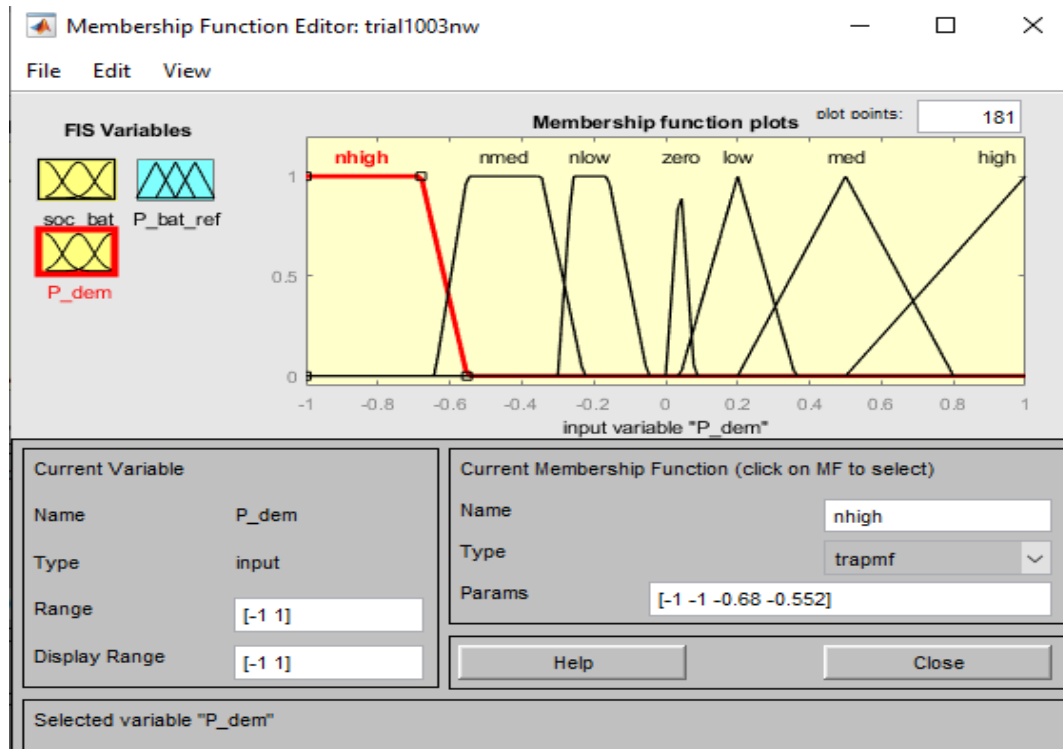 Membership Function Editor: trial1003nw
File Edit View
FIS Variables
soc_bat P_bat_ref
P_dem
Membership function plots plot points: 181
nhigh nmed nlow zero low med high
1
0.5
0
-1 -0.8 -0.6 -0.4 -0.2 0 0.2 0.4 0.6 0.8 1
input variable "P_dem"
Current Variable
Name P_dem
Type input
Range [-1 1]
Display Range [-1 1]
Current Membership Function (click on MF to select)
Name nhigh
Type trapmf
Params [-1 -1 -0.68 -0.552]
Help Close
Selected variable "P_dem"